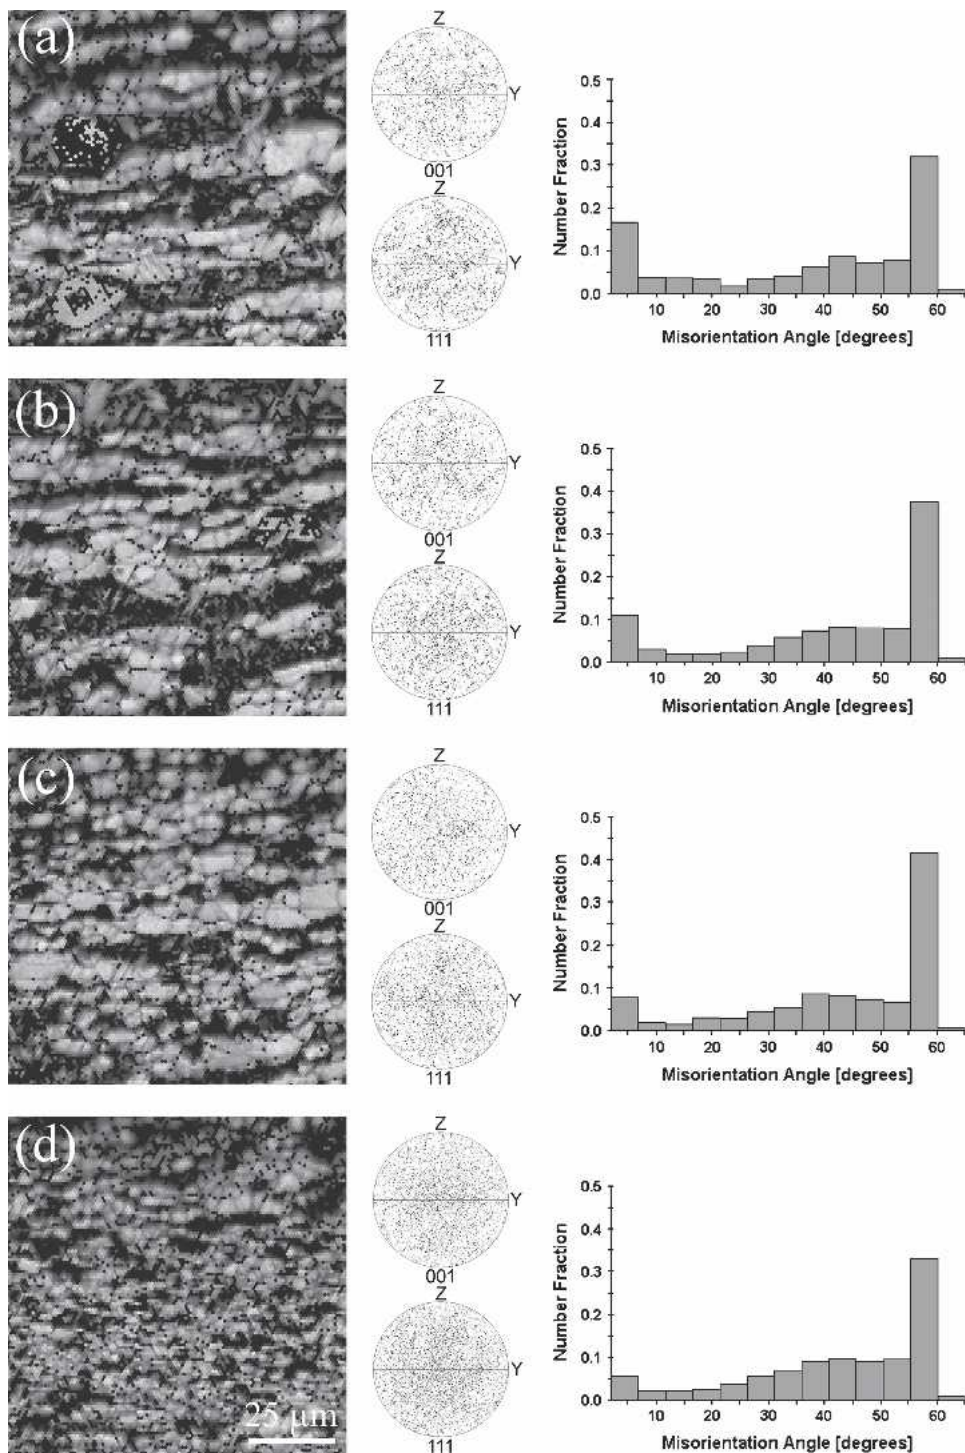 (a)
Z
Y
001
Z
Y
111
0.5
0.4
0.3
0.2
0.1
0.0
Number Fraction
10 20 30 40 50 60
Misorientation Angle [degrees]
(b)
Z
Y
001
Z
Y
111
0.5
0.4
0.3
0.2
0.1
0.0
Number Fraction
10 20 30 40 50 60
Misorientation Angle [degrees]
(c)
Z
Y
001
Z
Y
111
0.5
0.4
0.3
0.2
0.1
0.0
Number Fraction
10 20 30 40 50 60
Misorientation Angle [degrees]
(d)
25 μm
Z
Y
001
Z
Y
111
0.5
0.4
0.3
0.2
0.1
0.0
Number Fraction
10 20 30 40 50 60
Misorientation Angle [degrees]